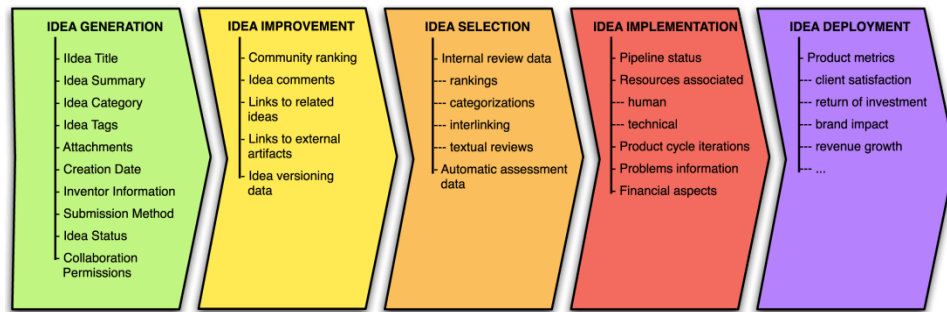 IDEA GENERATION
IIdea Title
Idea Summary
Idea Category
Idea Tags
Attachments
Creation Date
Inventor Information
Submission Method
Idea Status
Collaboration
Permissions
IDEA IMPROVEMENT
Community ranking
Idea comments
Links to related
ideas
Links to external
artifacts
Idea versioning
data
IDEA SELECTION
Internal review data
--- rankings
--- categorizations
--- interlinking
--- textual reviews
Automatic assessment
data
IDEA IMPLEMENTATION
Pipeline status
Resources associated
--- human
--- technical
Product cycle iterations
Problems information
Financial aspects
IDEA DEPLOYMENT
Product metrics
--- client satisfaction
--- return of investment
--- brand impact
--- revenue growth
--- ...